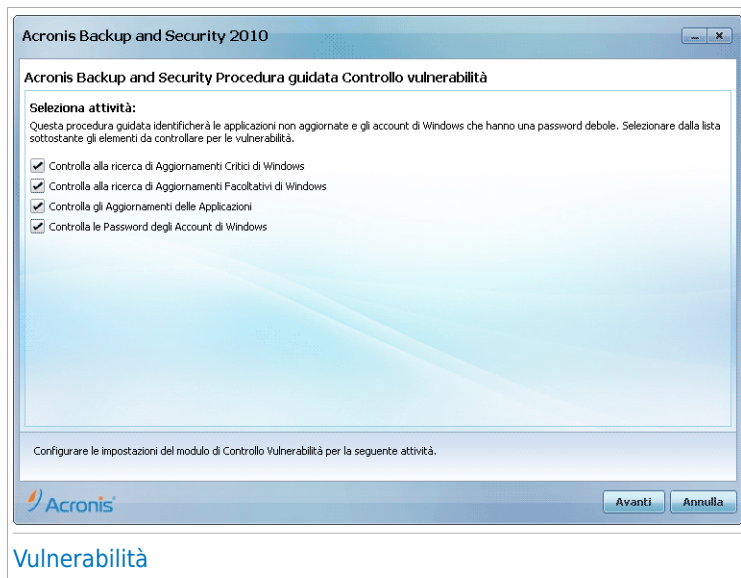 Acronis Backup and Security 2010
Acronis Backup and Security Procedura guidata Controllo vulnerabilità
Seleziona attività:
Questa procedura guidata identificherà le applicazioni non aggiornate e gli account di Windows che hanno una password debole. Selezionare dalla lista
sottostante gli elementi da controllare per le vulnerabilità.
Controlla alla ricerca di Aggiornamenti Critici di Windows
Controlla alla ricerca di Aggiornamenti Facoltativi di Windows
Controlla gli Aggiornamenti delle Applicazioni
Controlla le Password degli Account di Windows
Configurare le impostazioni del modulo di Controllo Vulnerabilità per la seguente attività.
Acronis
Avanti
Annulla
Vulnerabilità